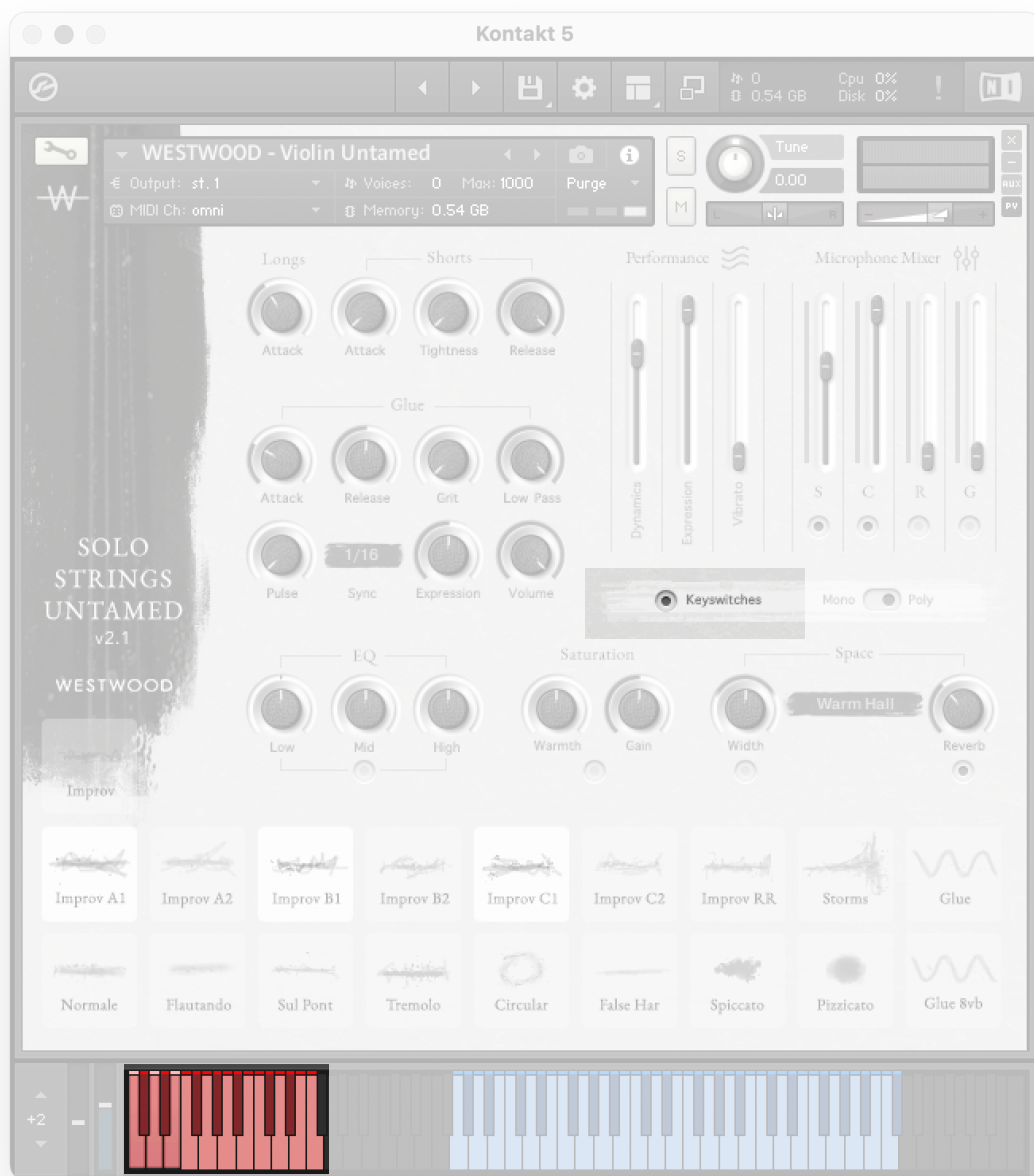 Kontakt 5
0 Cpu 0%
0.54 GB Disk 0% ! NI
WESTWOOD - Violin Untamed
S Tune X
Output: st. 1 Voices: 0 Max: 1000 Purge 0.00 AUX
MIDI Ch: omni Memory: 0.54 GB M L R - + PV
W
Longs Shorts Performance Microphone Mixer
Attack Attack Tightness Release
Glue
Attack Release Grit Low Pass
Dynamics Expression Vibrato S C R G
1/16
Pulse Sync Expression Volume
SOLO
STRINGS
UNTAMED
v2.1
WESTWOOD
Keyswitches Mono Poly
EQ Saturation Space
Warm Hall
Low Mid High Warmth Gain Width Reverb
Improv
Improv A1 Improv A2 Improv B1 Improv B2 Improv C1 Improv C2 Improv RR Storms Glue
Normale Flautando Sul Pont Tremolo Circular False Har Spiccato Pizzicato Glue 8vb
+2